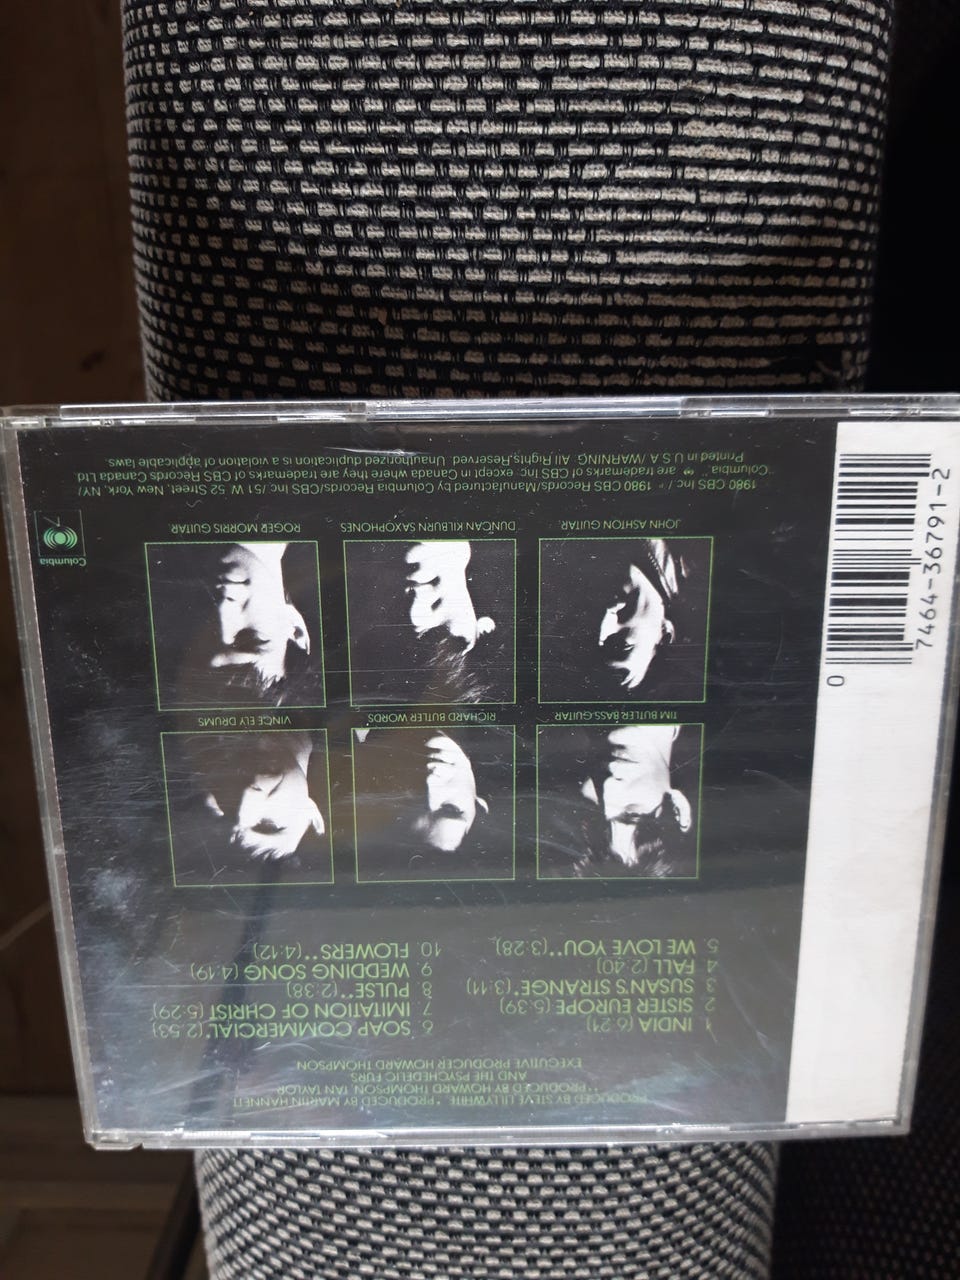 PRODUCED BY STEVE LILLYWHITE. *PRODUCED BY MARTIN HANNETT
**PRODUCED BY HOWARD THOMPSON, IAN TAYLOR
AND THE PSYCHEDELIC FURS
EXECUTIVE PRODUCER HOWARD THOMPSON
1 INDIA (6:21)
2 SISTER EUROPE (5:39)
3 SUSAN'S STRANGE* (3:11)
4 FALL (2:40)
5. WE LOVE YOU** (3:28)
6 SOAP COMMERCIAL* (2:53)
7. IMITATION OF CHRIST (5:29)
8 PULSE** (2:38)
9 WEDDING SONG (4:19)
10. FLOWERS** (4:12)
TIM BUTLER BASS GUITAR
RICHARD BUTLER WORDS
VINCE ELY DRUMS
JOHN ASHTON GUITAR
DUNCAN KILBURN SAXOPHONES
ROGER MORRIS GUITAR
Columbia
1980 CBS Inc / ℗ 1980 CBS Records/Manufactured by Columbia Records/CBS Inc /51 W 52 Street, New York, NY/
"Columbia," are trademarks of CBS Inc except in Canada where they are trademarks of CBS Records Canada Ltd
Printed in U S A /WARNING All Rights Reserved Unauthorized duplication is a violation of applicable laws.
0
7464-36791-2